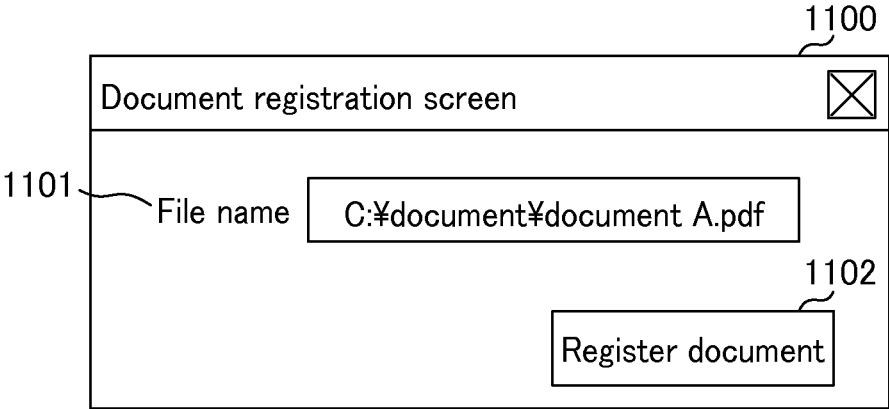 1100
Document registration screen
1101
File name
C:¥document¥document A.pdf
1102
Register document